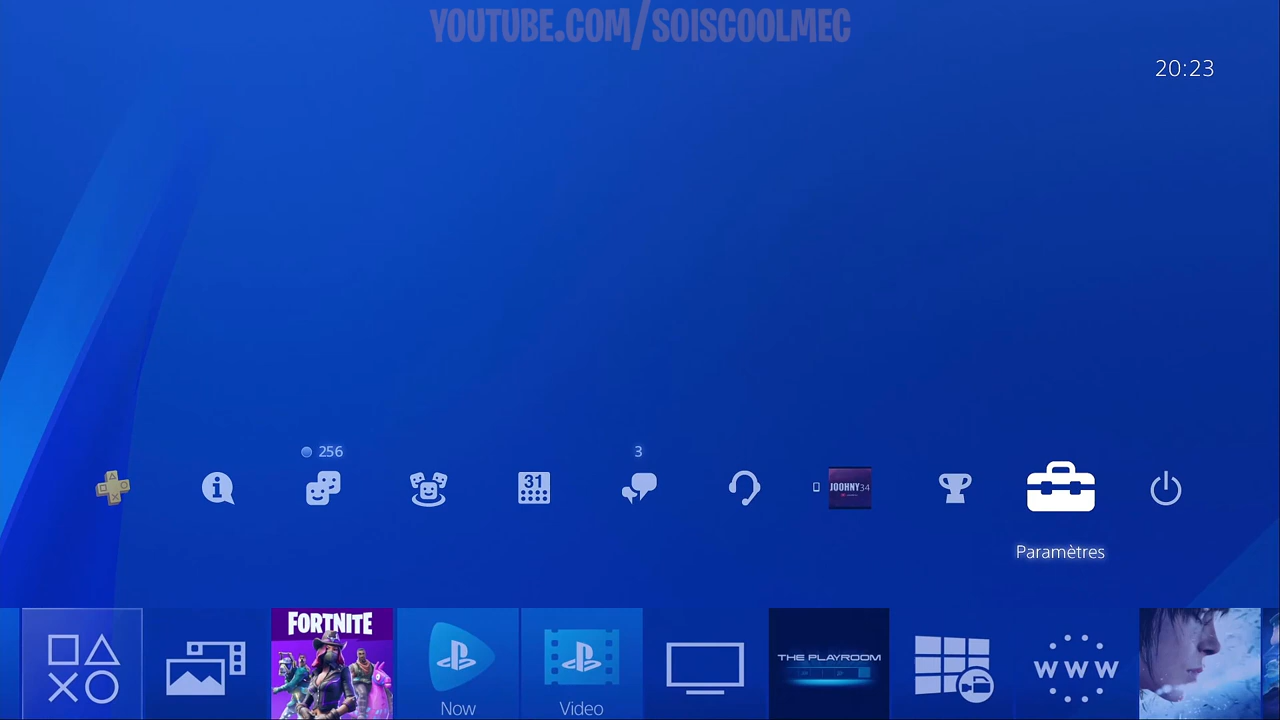 YOUTUBE.COM/SOISCOOLMEC
20:23
256
3
31
JOOHNY34
Paramètres
FORTNITE
Now
Video
THE PLAYROOM
WWW